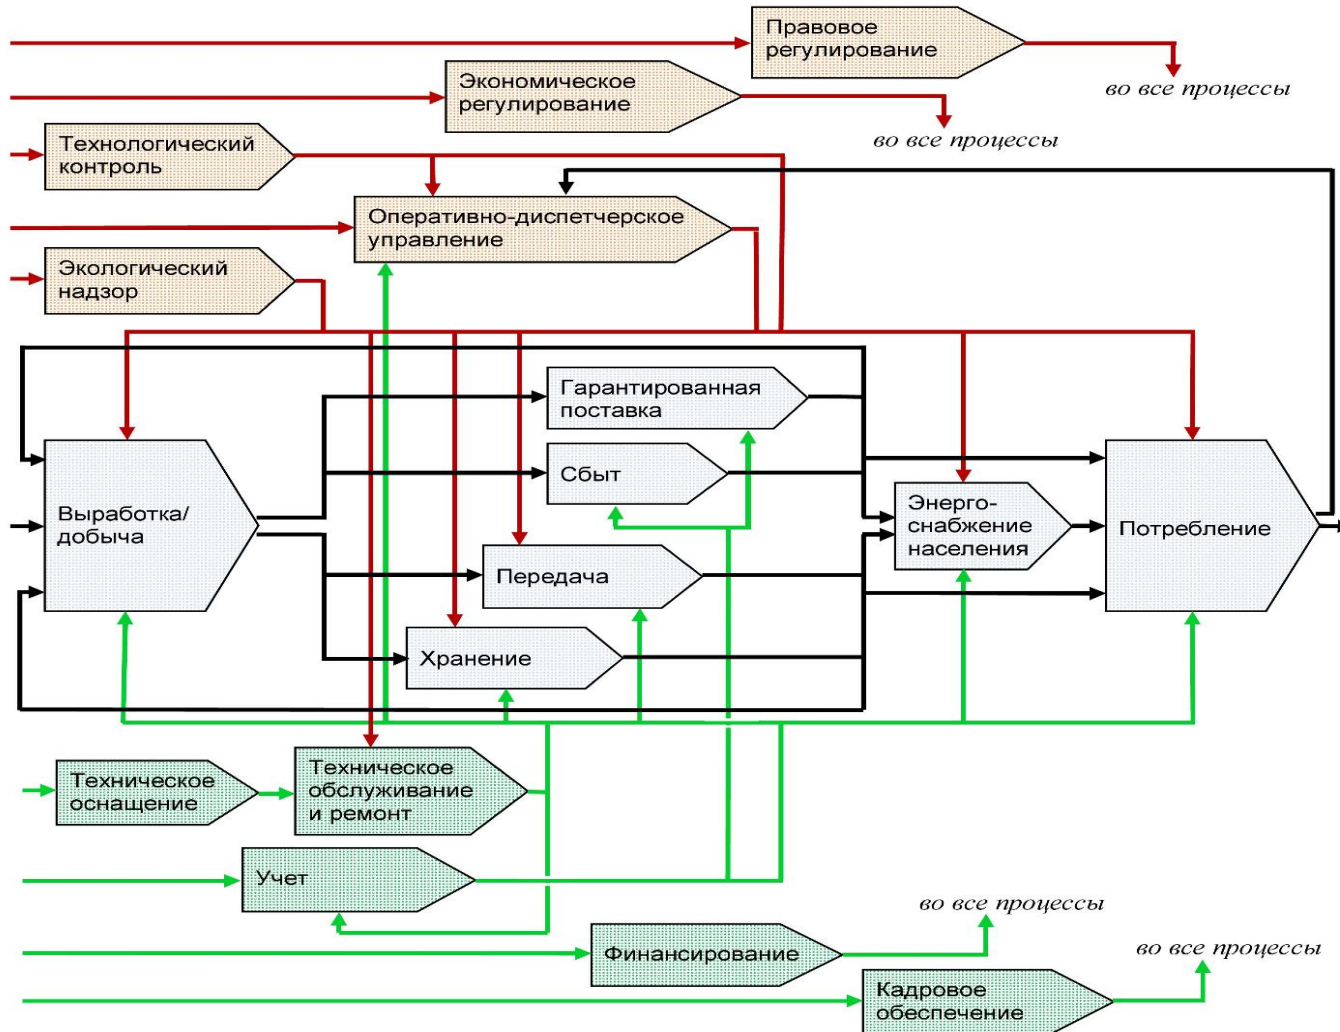 Правовое
регулирование
во все процессы
Экономическое
регулирование
во все процессы
Технологический
контроль
Оперативно-диспетчерское
управление
Экологический
надзор
Гарантированная
поставка
Сбыт
Выработка/
добыча
Энерго-
снабжение
населения
Потребление
Передача
Хранение
Техническое
оснащение
Техническое
обслуживание
и ремонт
Учет
во все процессы
Финансирование
во все процессы
Кадровое
обеспечение